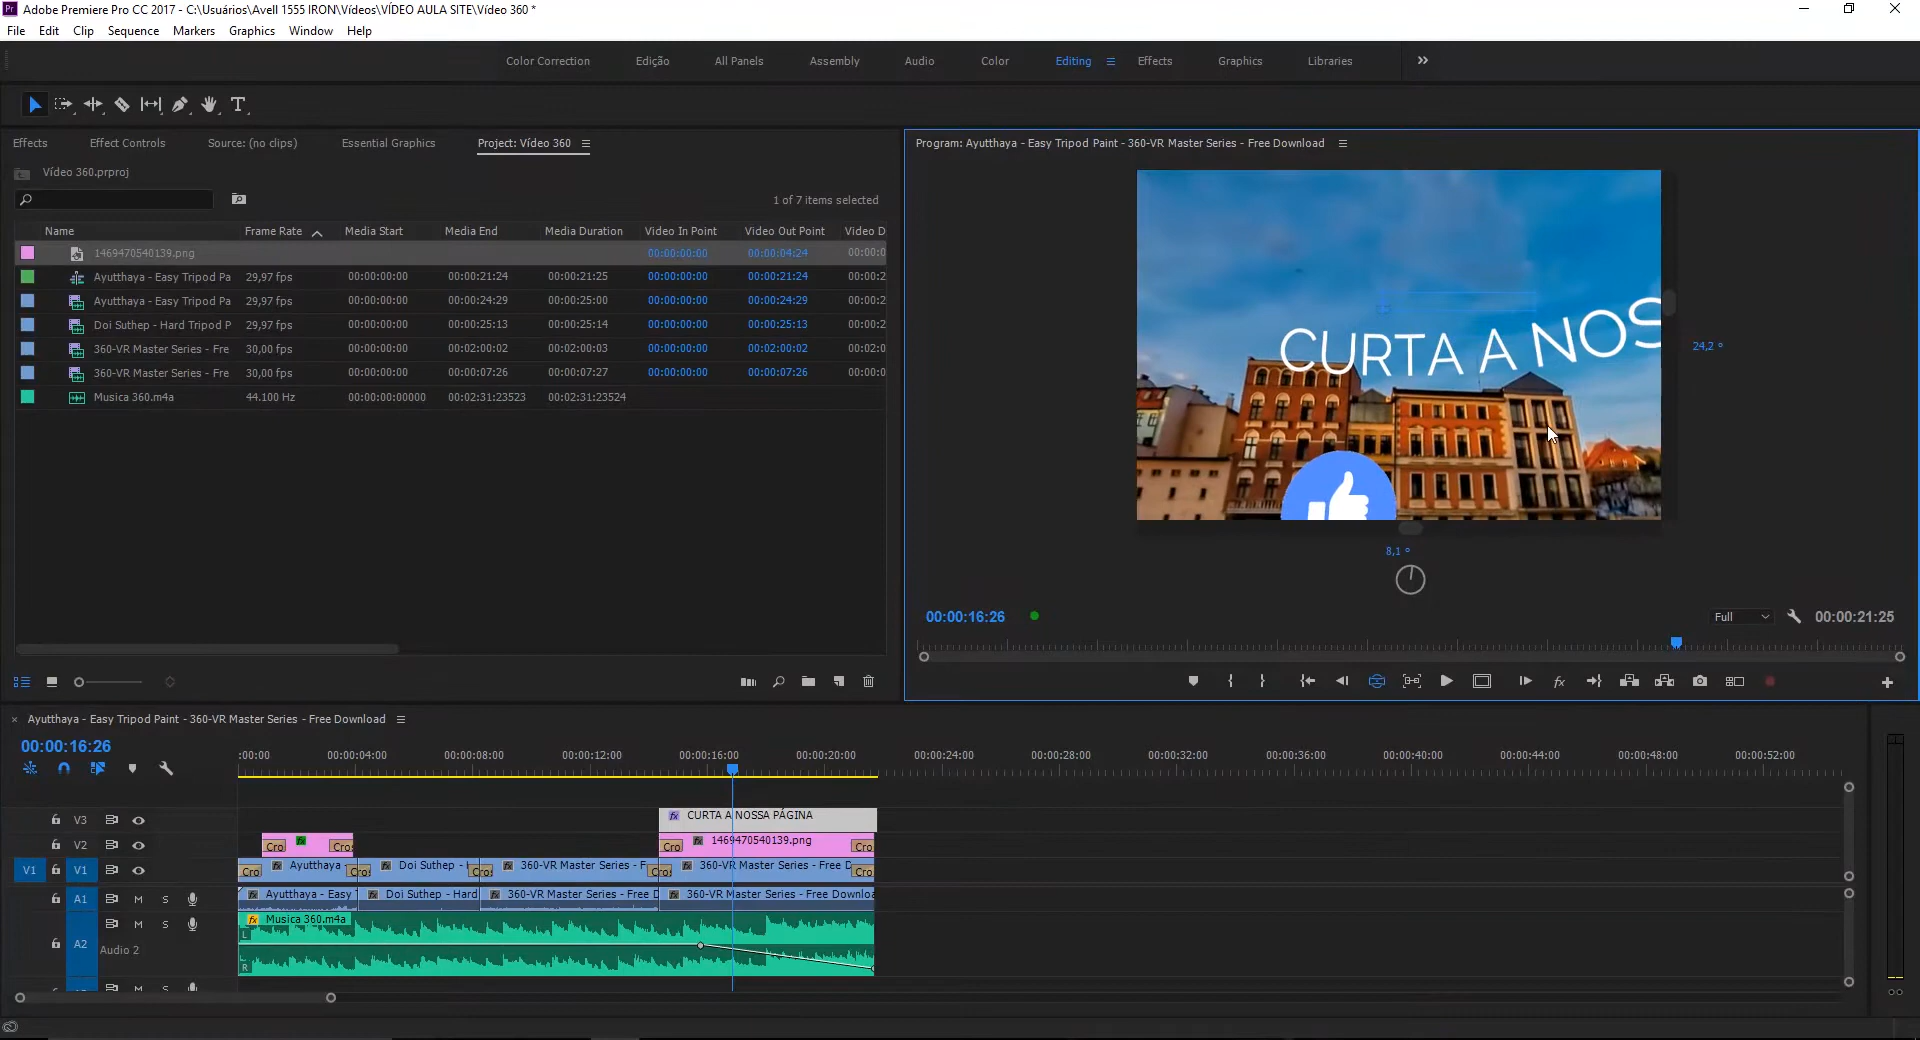 Adobe Premiere Pro CC 2017 - C:\Usuários\Avell 1555 IRON\Vídeos\VÍDEO AULA SITE\Vídeo 360 *
File Edit Clip Sequence Markers Graphics Window Help
Color Correction Edição All Panels Assembly Audio Color Editing Effects Graphics Libraries
Effects Effect Controls Source: (no clips) Essential Graphics Project: Vídeo 360
Vídeo 360.prproj
1 of 7 items selected
Name Frame Rate Media Start Media End Media Duration Video In Point Video Out Point Video D
1469470540139.png 00:00:00:00 00:00:04:24 00:00:0
Ayutthaya - Easy Tripod Pa 29,97 fps 00:00:00:00 00:00:21:24 00:00:21:25 00:00:00:00 00:00:21:24 00:00:2
Ayutthaya - Easy Tripod Pa 29,97 fps 00:00:00:00 00:00:24:29 00:00:25:00 00:00:00:00 00:00:24:29 00:00:2
Doi Suthep - Hard Tripod P 29,97 fps 00:00:00:00 00:00:25:13 00:00:25:14 00:00:00:00 00:00:25:13 00:00:2
360-VR Master Series - Fre 30,00 fps 00:00:00:00 00:02:00:02 00:02:00:03 00:00:00:00 00:02:00:02 00:02:0
360-VR Master Series - Fre 30,00 fps 00:00:00:00 00:00:07:26 00:00:07:27 00:00:00:00 00:00:07:26 00:00:0
Musica 360.m4a 44.100 Hz 00:00:00:00000 00:02:31:23523 00:02:31:23524
Program: Ayutthaya - Easy Tripod Paint - 360-VR Master Series - Free Download
CURTA A NOS
24,2 °
8,1 °
00:00:16:26 Full 00:00:21:25
Ayutthaya - Easy Tripod Paint - 360-VR Master Series - Free Download
00:00:16:26
:00:00 00:00:04:00 00:00:08:00 00:00:12:00 00:00:16:00 00:00:20:00 00:00:24:00 00:00:28:00 00:00:32:00 00:00:36:00 00:00:40:00 00:00:44:00 00:00:48:00 00:00:52:00
V3 fx CURTA A NOSSA PÁGINA
V2 Cro fx Cro Cro fx 1469470540139.png Cro
V1 V1 Cro fx Ayutthaya Cro fx Doi Suthep - Cro fx 360-VR Master Series - F Cro fx 360-VR Master Series - Free D Cro
A1 M S fx Ayutthaya - Easy T fx Doi Suthep - Hard fx 360-VR Master Series - Free D fx 360-VR Master Series - Free Downloa
M S fx Musica 360.m4a
L
A2 Audio 2
R
M S